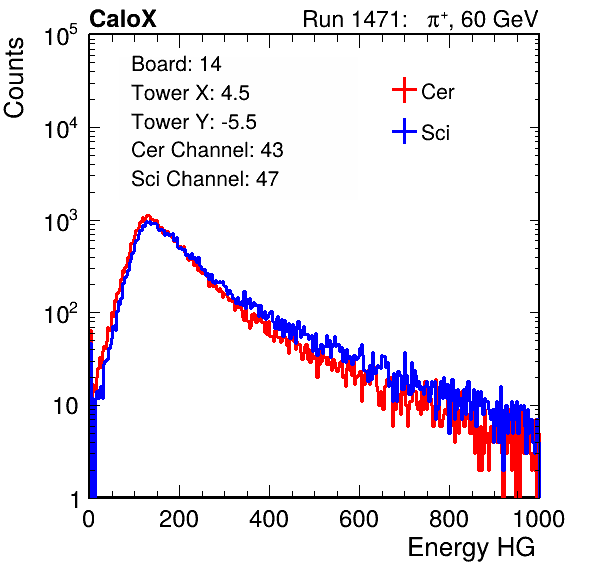 CaloX Run 1471: π⁺, 60 GeV
Board: 14
Tower X: 4.5
Tower Y: -5.5
Cer Channel: 43
Sci Channel: 47
Cer
Sci
Counts
10⁵
10⁴
10³
10²
10
1
0 200 400 600 800 1000
Energy HG